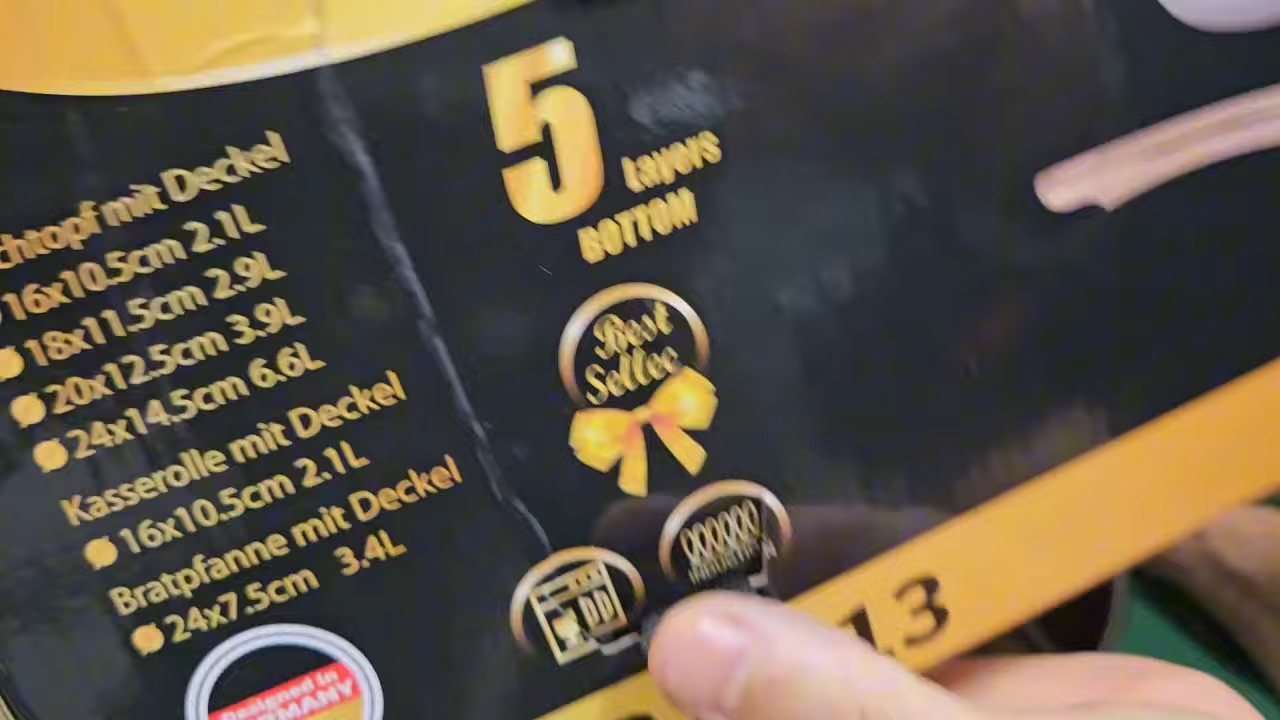 chtopf mit Deckel
16x10.5cm 2.1L
18x11.5cm 2.9L
20x12.5cm 3.9L
24x14.5cm 6.6L
Kasserolle mit Deckel
16x10.5cm 2.1L
Bratpfanne mit Deckel
24x7.5cm 3.4L
Designed in
GERMANY
5
Layers
BOTTOM
Best
Seller
INDUCTION
13